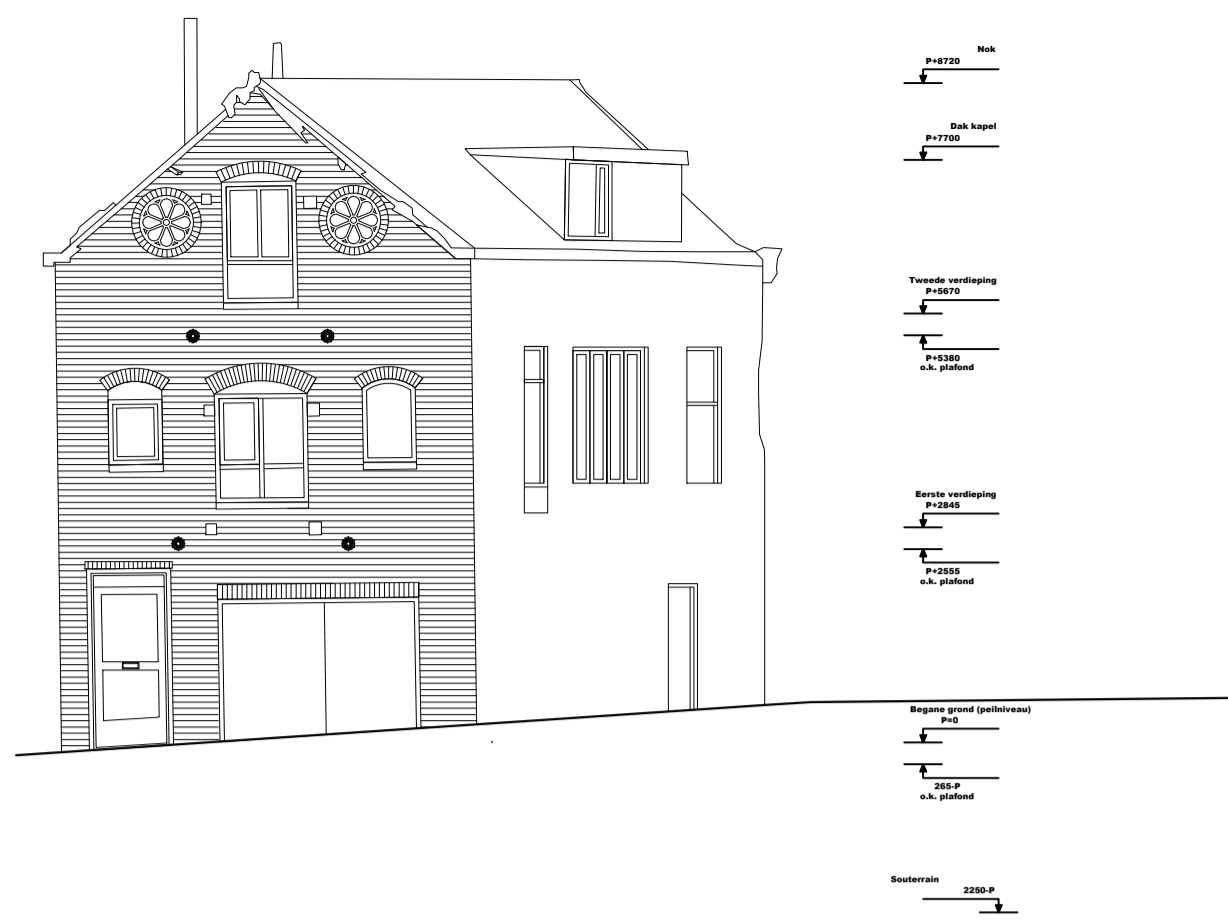 Nok
P+8720
Dak kapel
P+7700
Tweede verdieping
P+5670
P+5380
o.k. plafond
Eerste verdieping
P+2845
P+2555
o.k. plafond
Begane grond (peilniveau)
P=0
265-P
o.k. plafond
Souterrain
2250-P